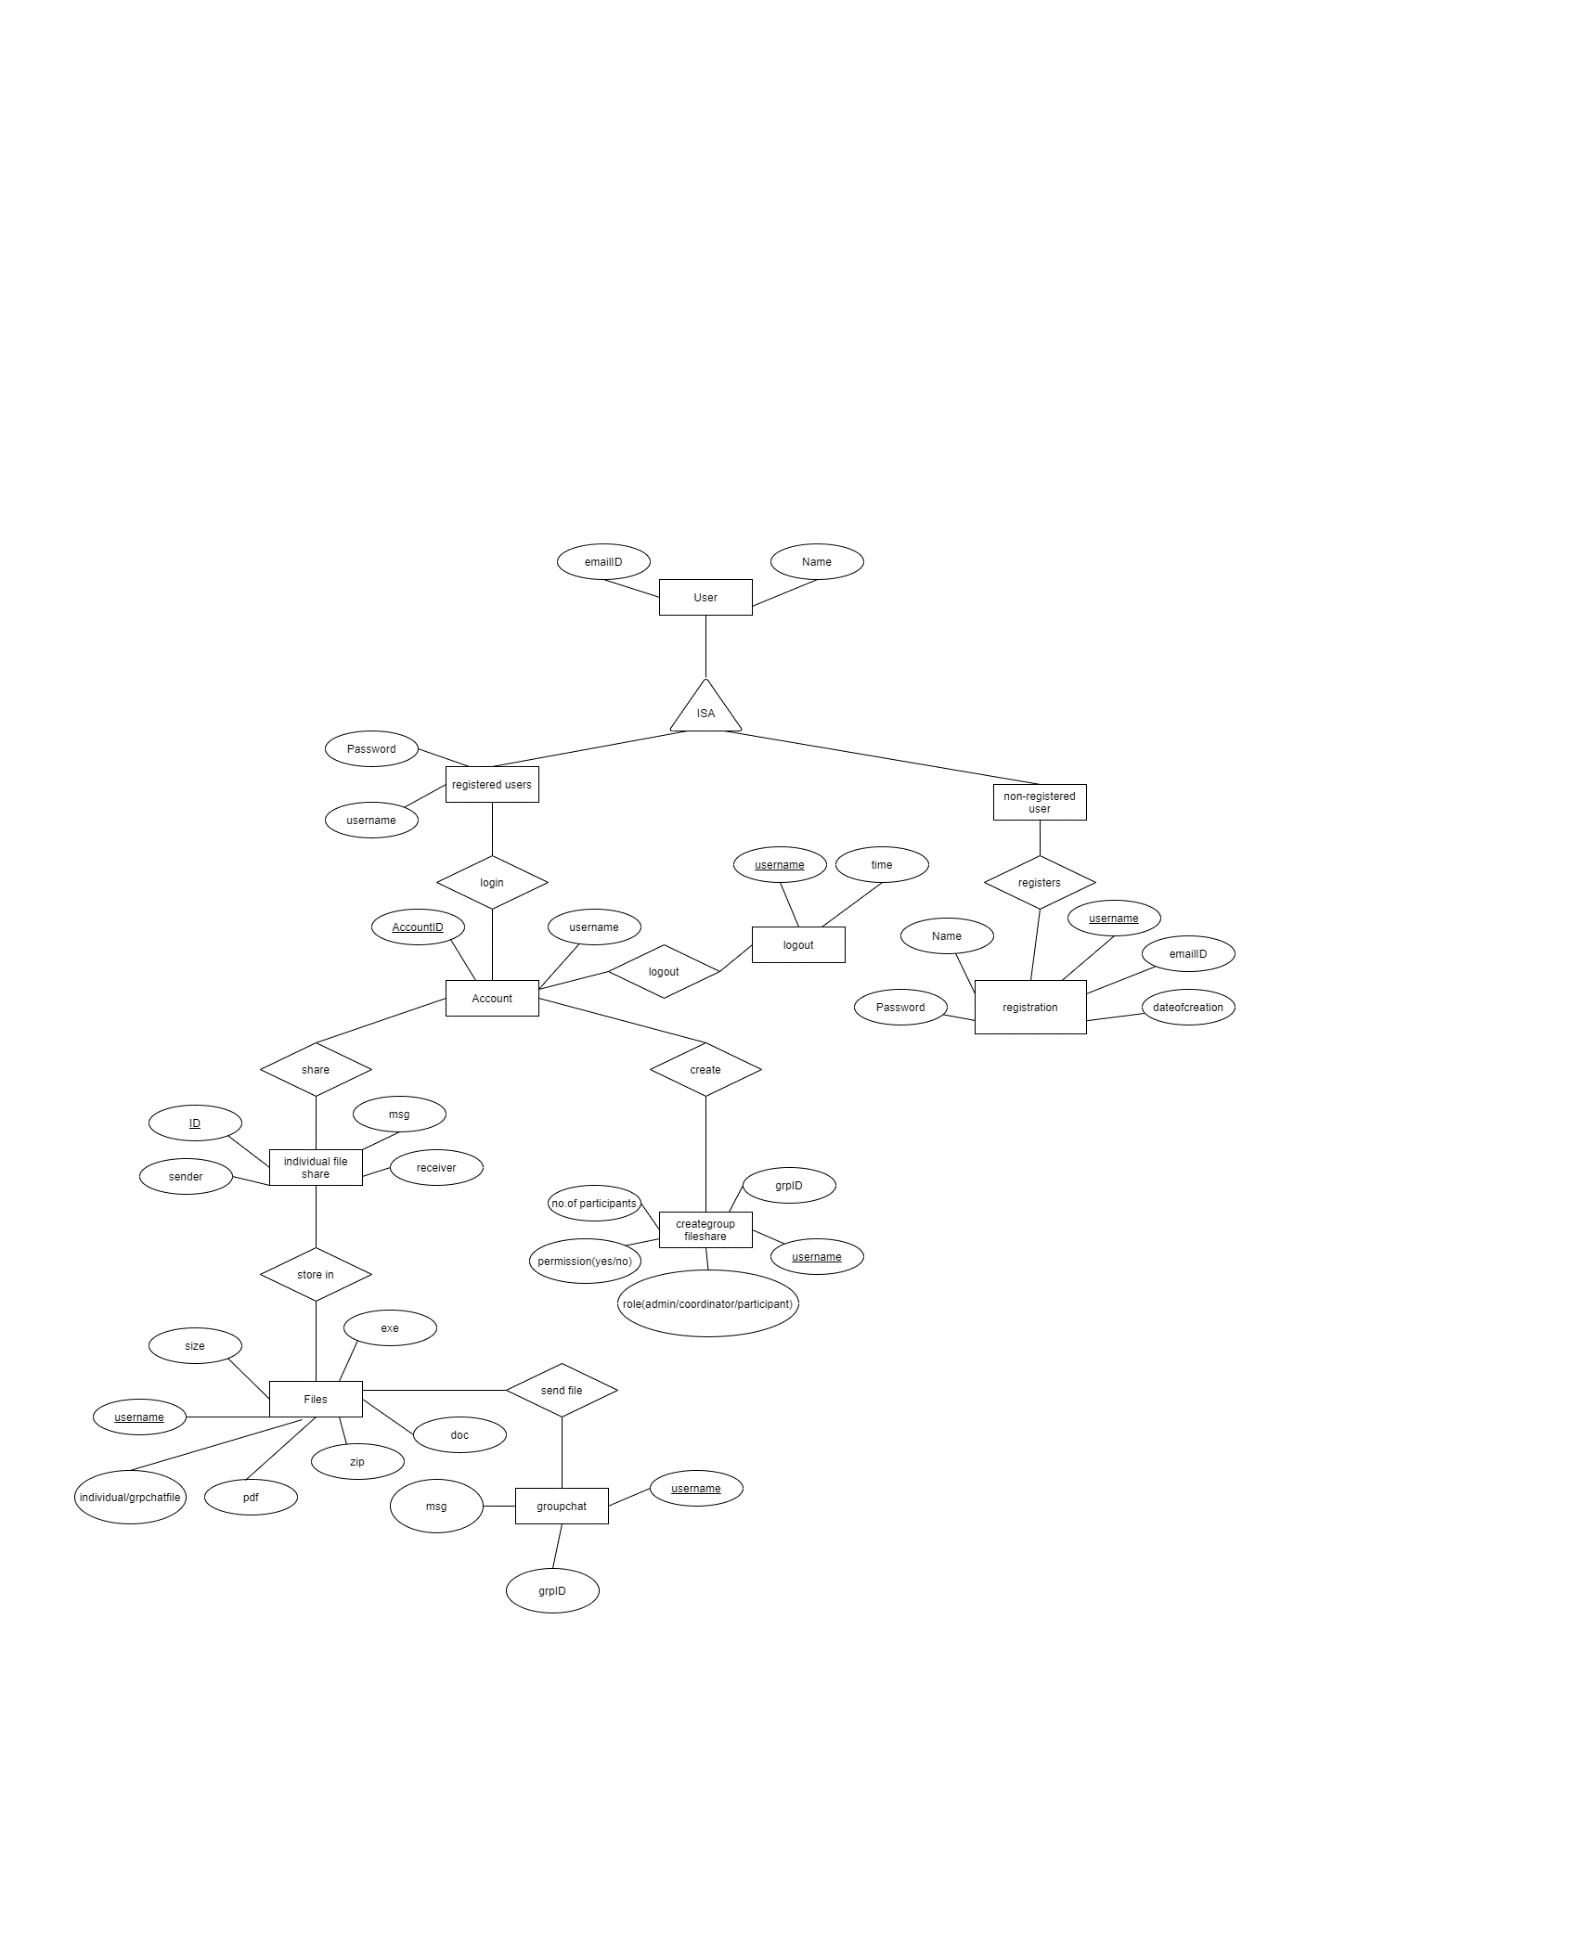 emailID
Name
User
ISA
Password
registered users
username
non-registered
user
login
registers
username
time
AccountID
username
logout
logout
Account
Name
username
emailID
Password
registration
dateofcreation
share
create
ID
msg
individual file
share
sender
receiver
no.of participants
grpID
creategroup
fileshare
permission(yes/no)
username
role(admin/coordinator/participant)
store in
size
exe
Files
send file
username
doc
zip
individual/grpchatfile
pdf
msg
groupchat
username
grpID